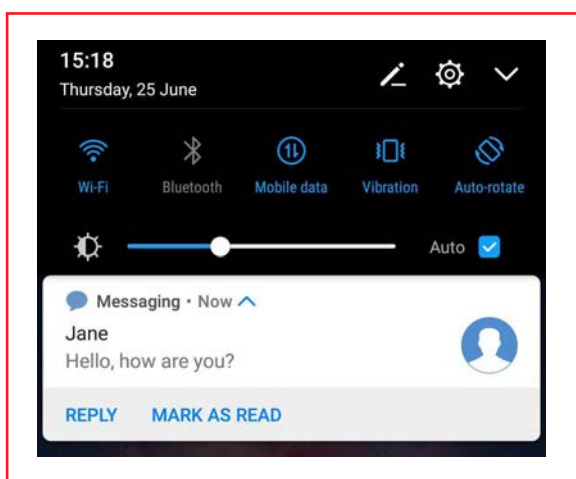 15:18
Thursday, 25 June
Wi-Fi Bluetooth Mobile data Vibration Auto-rotate
Auto
Messaging • Now
Jane
Hello, how are you?
REPLY MARK AS READ